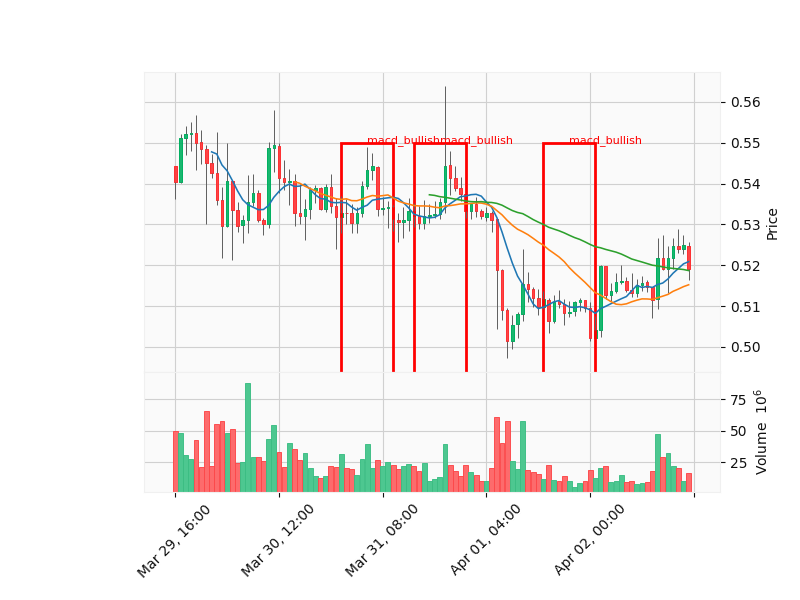 macd_bullish
macd_bullish
macd_bullish
0.56
0.55
0.54
0.53
0.52
0.51
0.50
Price
75
50
25
Volume 10⁶
Mar 29, 16:00
Mar 30, 12:00
Mar 31, 08:00
Apr 01, 04:00
Apr 02, 00:00